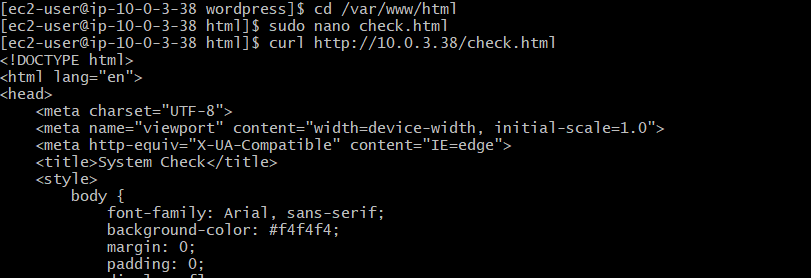 [ec2-user@ip-10-0-3-38 wordpress]$ cd /var/www/html
[ec2-user@ip-10-0-3-38 html]$ sudo nano check.html
[ec2-user@ip-10-0-3-38 html]$ curl http://10.0.3.38/check.html
<!DOCTYPE html>
<html lang="en">
<head>
    <meta charset="UTF-8">
    <meta name="viewport" content="width=device-width, initial-scale=1.0">
    <meta http-equiv="X-UA-Compatible" content="IE=edge">
    <title>System Check</title>
    <style>
        body {
            font-family: Arial, sans-serif;
            background-color: #f4f4f4;
            margin: 0;
            padding: 0;